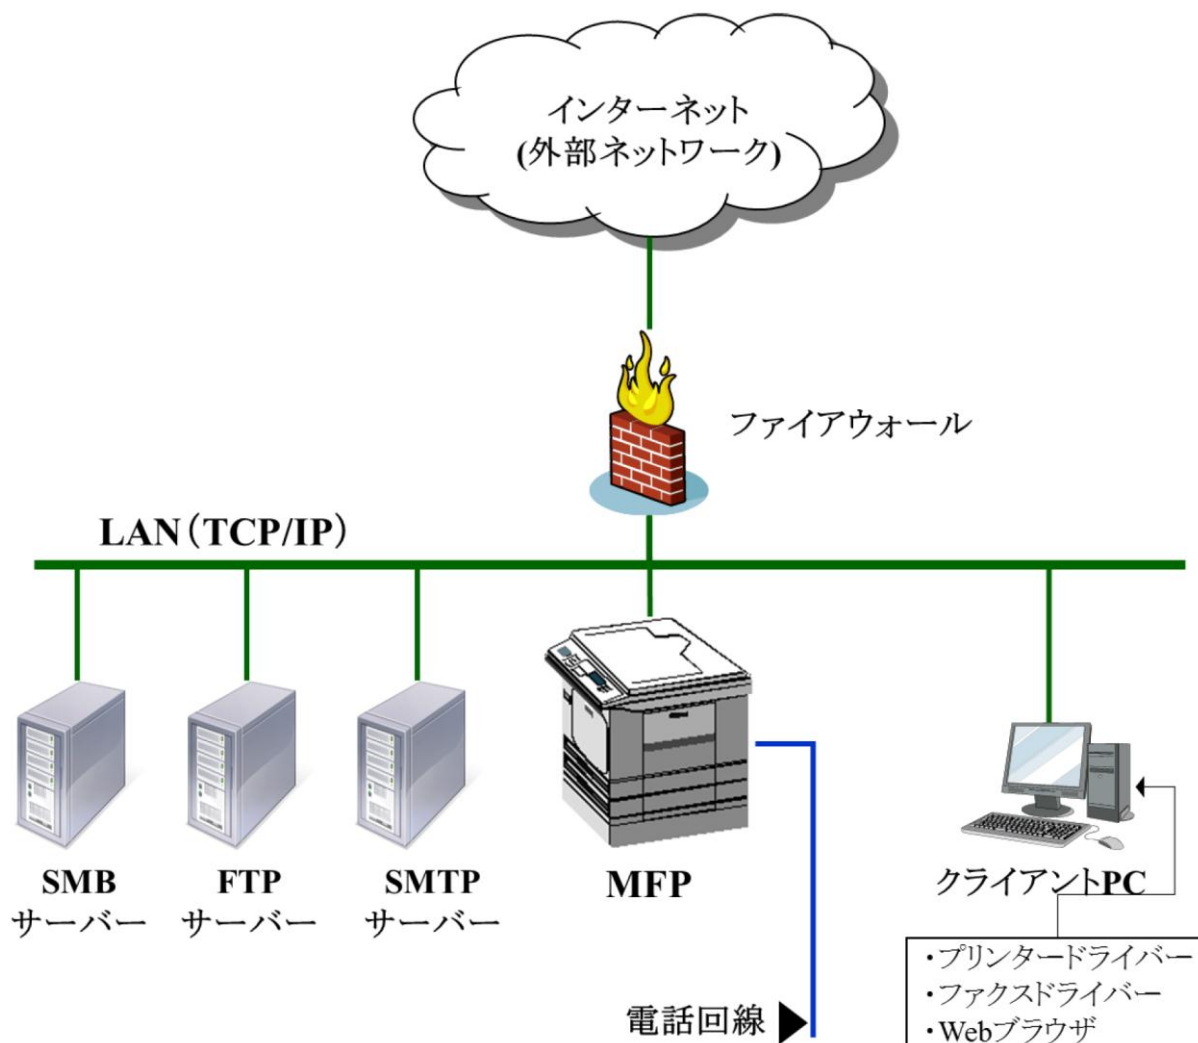 インターネット
(外部ネットワーク)
ファイアウォール
LAN（TCP/IP）
SMB
サーバー
FTP
サーバー
SMTP
サーバー
MFP
クライアントPC
電話回線
・プリンタードライバー
・ファクスドライバー
・Webブラウザ